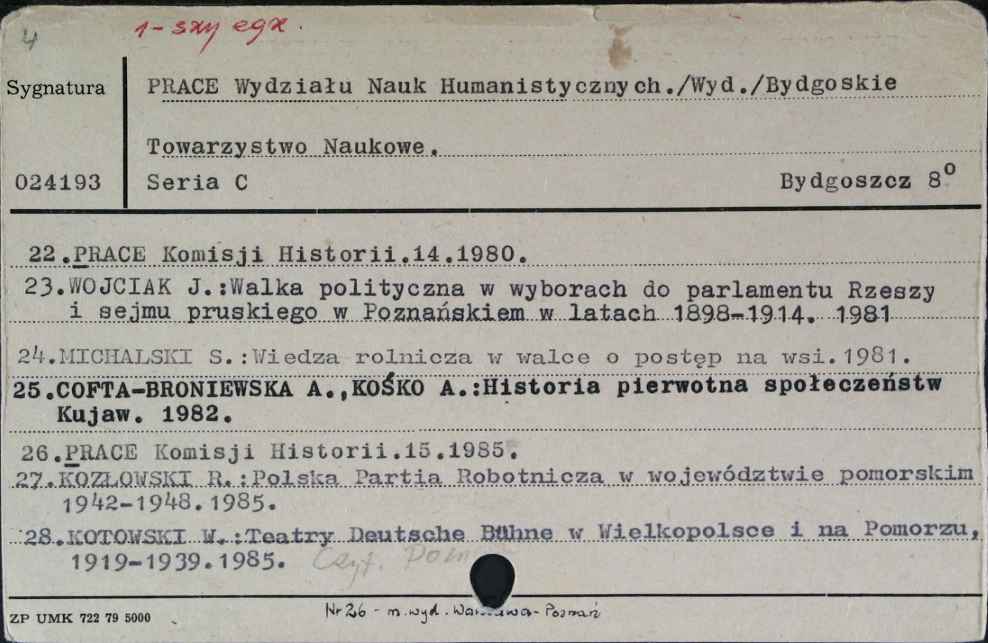 4
1-szy egz.
Sygnatura
PRACE Wydziału Nauk Humanistycznych./Wyd./Bydgoskie
Towarzystwo Naukowe.
024193
Seria C
Bydgoszcz 8°
22.PRACE Komisji Historii.14.1980.
23.WOJCIAK J.:Walka polityczna w wyborach do parlamentu Rzeszy
i sejmu pruskiego w Poznańskiem w latach 1898-1914. 1981
24.MICHALSKI S.:Wiedza rolnicza w walce o postęp na wsi.1981.
25.COFTA-BRONIEWSKA A.,KOŚKO A.:Historia pierwotna społeczeństw
Kujaw. 1982.
26.PRACE Komisji Historii.15.1985.
27.KOZŁOWSKI R.:Polska Partia Robotnicza w województwie pomorskim
1942-1948.1985.
28.KOTOWSKI W.:Teatry Deutsche Bühne w Wielkopolsce i na Pomorzu,
1919-1939.1985. Czyt.
ZP UMK 722 79 5000
Nr 26 - m. wyd. Warszawa-Poznań